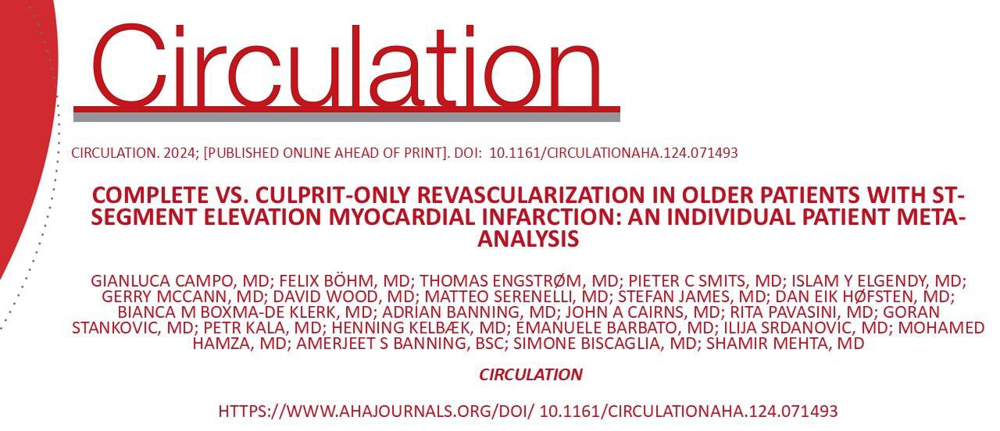 Circulation
CIRCULATION. 2024; [PUBLISHED ONLINE AHEAD OF PRINT]. DOI: 10.1161/CIRCULATIONAHA.124.071493
COMPLETE VS. CULPRIT-ONLY REVASCULARIZATION IN OLDER PATIENTS WITH ST-
SEGMENT ELEVATION MYOCARDIAL INFARCTION: AN INDIVIDUAL PATIENT META-
ANALYSIS
GIANLUCA CAMPO, MD; FELIX BÖHM, MD; THOMAS ENGSTRØM, MD; PIETER C SMITS, MD; ISLAM Y ELGENDY, MD;
GERRY MCCANN, MD; DAVID WOOD, MD; MATTEO SERENELLI, MD; STEFAN JAMES, MD; DAN EIK HØFSTEN, MD;
BIANCA M BOXMA-DE KLERK, MD; ADRIAN BANNING, MD; JOHN A CAIRNS, MD; RITA PAVASINI, MD; GORAN
STANKOVIC, MD; PETR KALA, MD; HENNING KELBÆK, MD; EMANUELE BARBATO, MD; ILIJA SRDANOVIC, MD; MOHAMED
HAMZA, MD; AMERJEET S BANNING, BSC; SIMONE BISCAGLIA, MD; SHAMIR MEHTA, MD
CIRCULATION
HTTPS://WWW.AHAJOURNALS.ORG/DOI/ 10.1161/CIRCULATIONAHA.124.071493